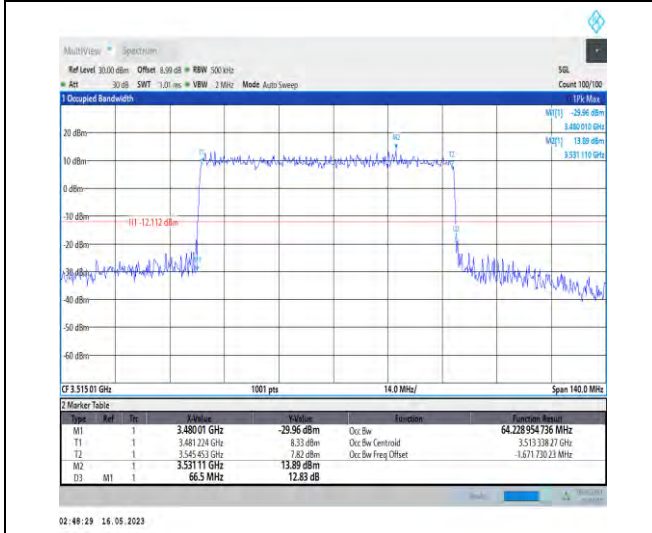 MultiView Spectrum
Ref Level 30.00 dBm Offset 8.99 dB RBW 500 kHz SGL
Att 30 dB SWT 1.01 ms VBW 2 MHz Mode Auto Sweep Count 100/100
1 Occupied Bandwidth 1Pk Max
M1[1] -29.96 dBm
3.480 010 GHz
20 dBm
M2[1] 13.89 dBm
M2
3.531 110 GHz
T1
T2
10 dBm
0 dBm
-10 dBm
H1 -12.112 dBm
-20 dBm
-30 dBm
-40 dBm
-50 dBm
-60 dBm
CF 3.515 01 GHz 1001 pts 14.0 MHz/ Span 140.0 MHz
2 Marker Table
Type Ref Trc X-Value Y-Value Function Function Result
M1 1 3.480 01 GHz -29.96 dBm Occ Bw 64.228 954 736 MHz
T1 1 3.481 224 GHz 8.33 dBm Occ Bw Centroid 3.513 338 27 GHz
T2 1 3.545 453 GHz 7.82 dBm Occ Bw Freq Offset -1.671 730 23 MHz
M2 1 3.531 11 GHz 13.89 dBm
D3 M1 1 66.5 MHz 12.83 dB
02:48:29 16.05.2023